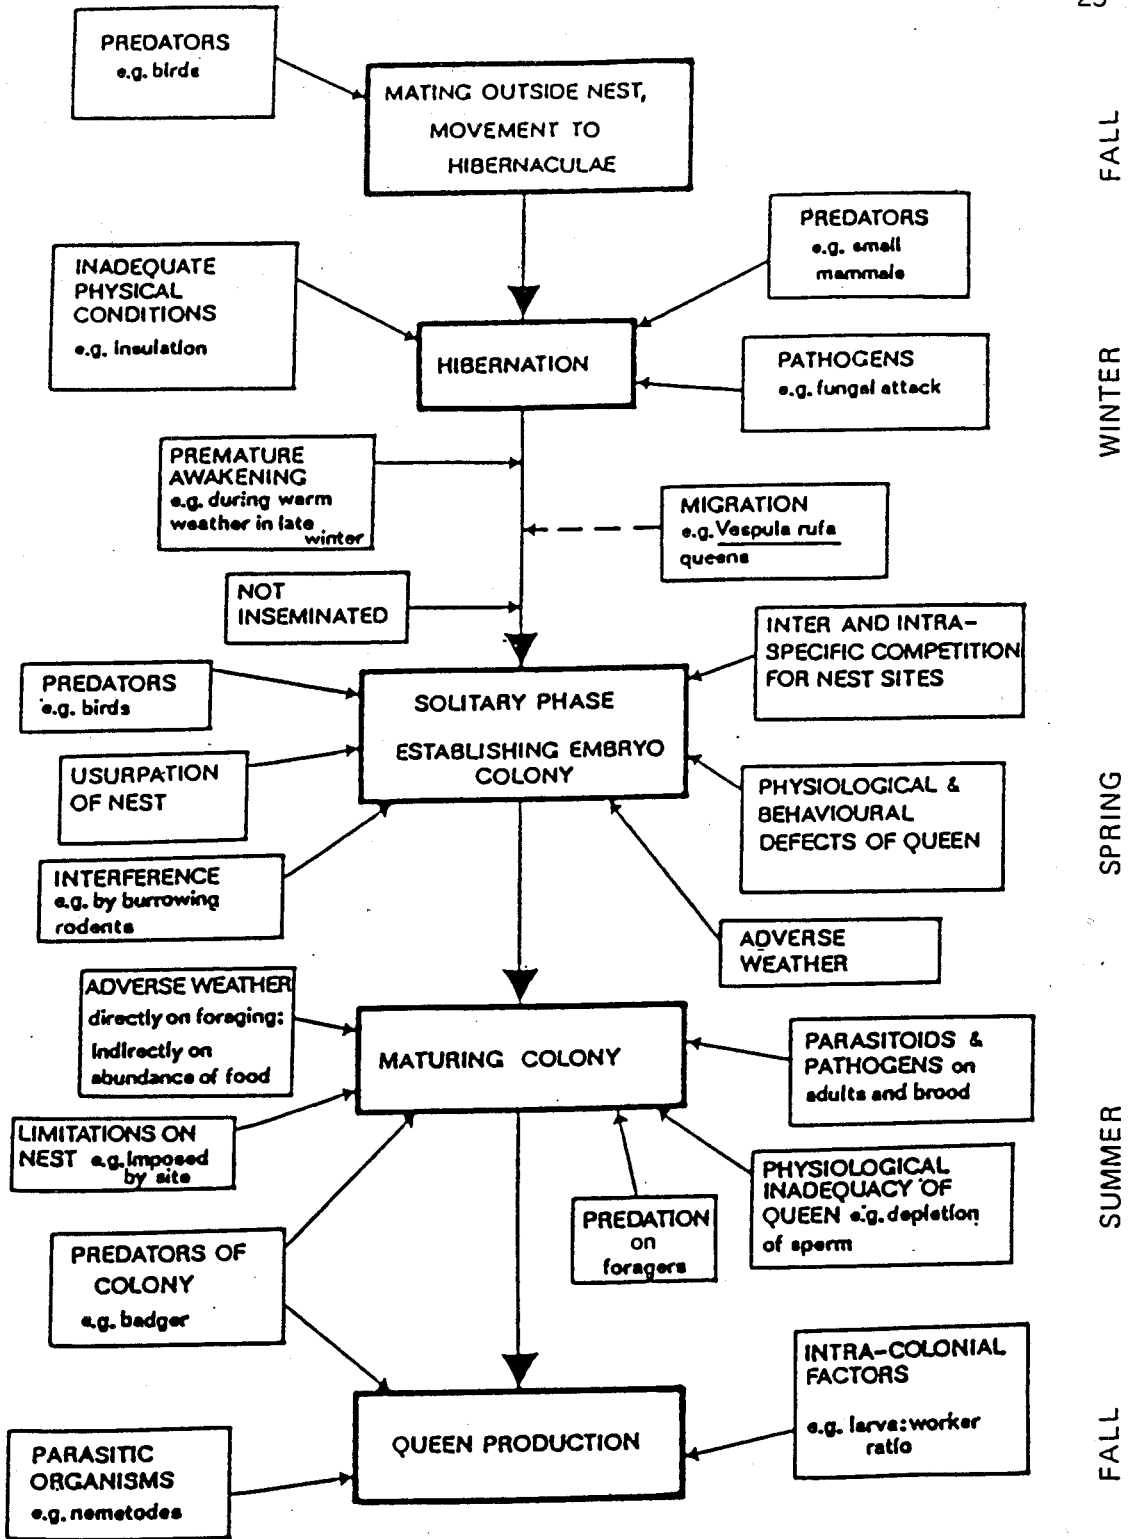 PREDATORS
e.g. birds
MATING OUTSIDE NEST,
MOVEMENT TO
HIBERNACULAE
FALL
PREDATORS
e.g. small
mammals
INADEQUATE
PHYSICAL
CONDITIONS
e.g. insulation
HIBERNATION
PATHOGENS
e.g. fungal attack
WINTER
PREMATURE
AWAKENING
e.g. during warm
weather in late
winter
MIGRATION
e.g. Vespula rufa
queens
NOT
INSEMINATED
INTER AND INTRA-
SPECIFIC COMPETITION
FOR NEST SITES
PREDATORS
e.g. birds
SOLITARY PHASE
ESTABLISHING EMBRYO
COLONY
USURPATION
OF NEST
PHYSIOLOGICAL &
BEHAVIOURAL
DEFECTS OF QUEEN
SPRING
INTERFERENCE
e.g. by burrowing
rodents
ADVERSE
WEATHER
ADVERSE WEATHER
directly on foraging:
indirectly on
abundance of food
MATURING COLONY
PARASITOIDS &
PATHOGENS on
adults and brood
LIMITATIONS ON
NEST e.g. imposed
by site
PHYSIOLOGICAL
INADEQUACY OF
QUEEN e.g. depletion
of sperm
SUMMER
PREDATION
on
foragers
PREDATORS OF
COLONY
e.g. badger
INTRA-COLONIAL
FACTORS
e.g. larva:worker
ratio
QUEEN PRODUCTION
FALL
PARASITIC
ORGANISMS
e.g. nemetodes